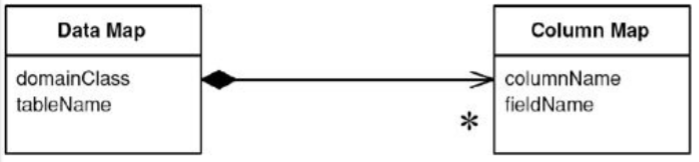 Data Map
domainClass
tableName
Column Map
columnName
fieldName
*